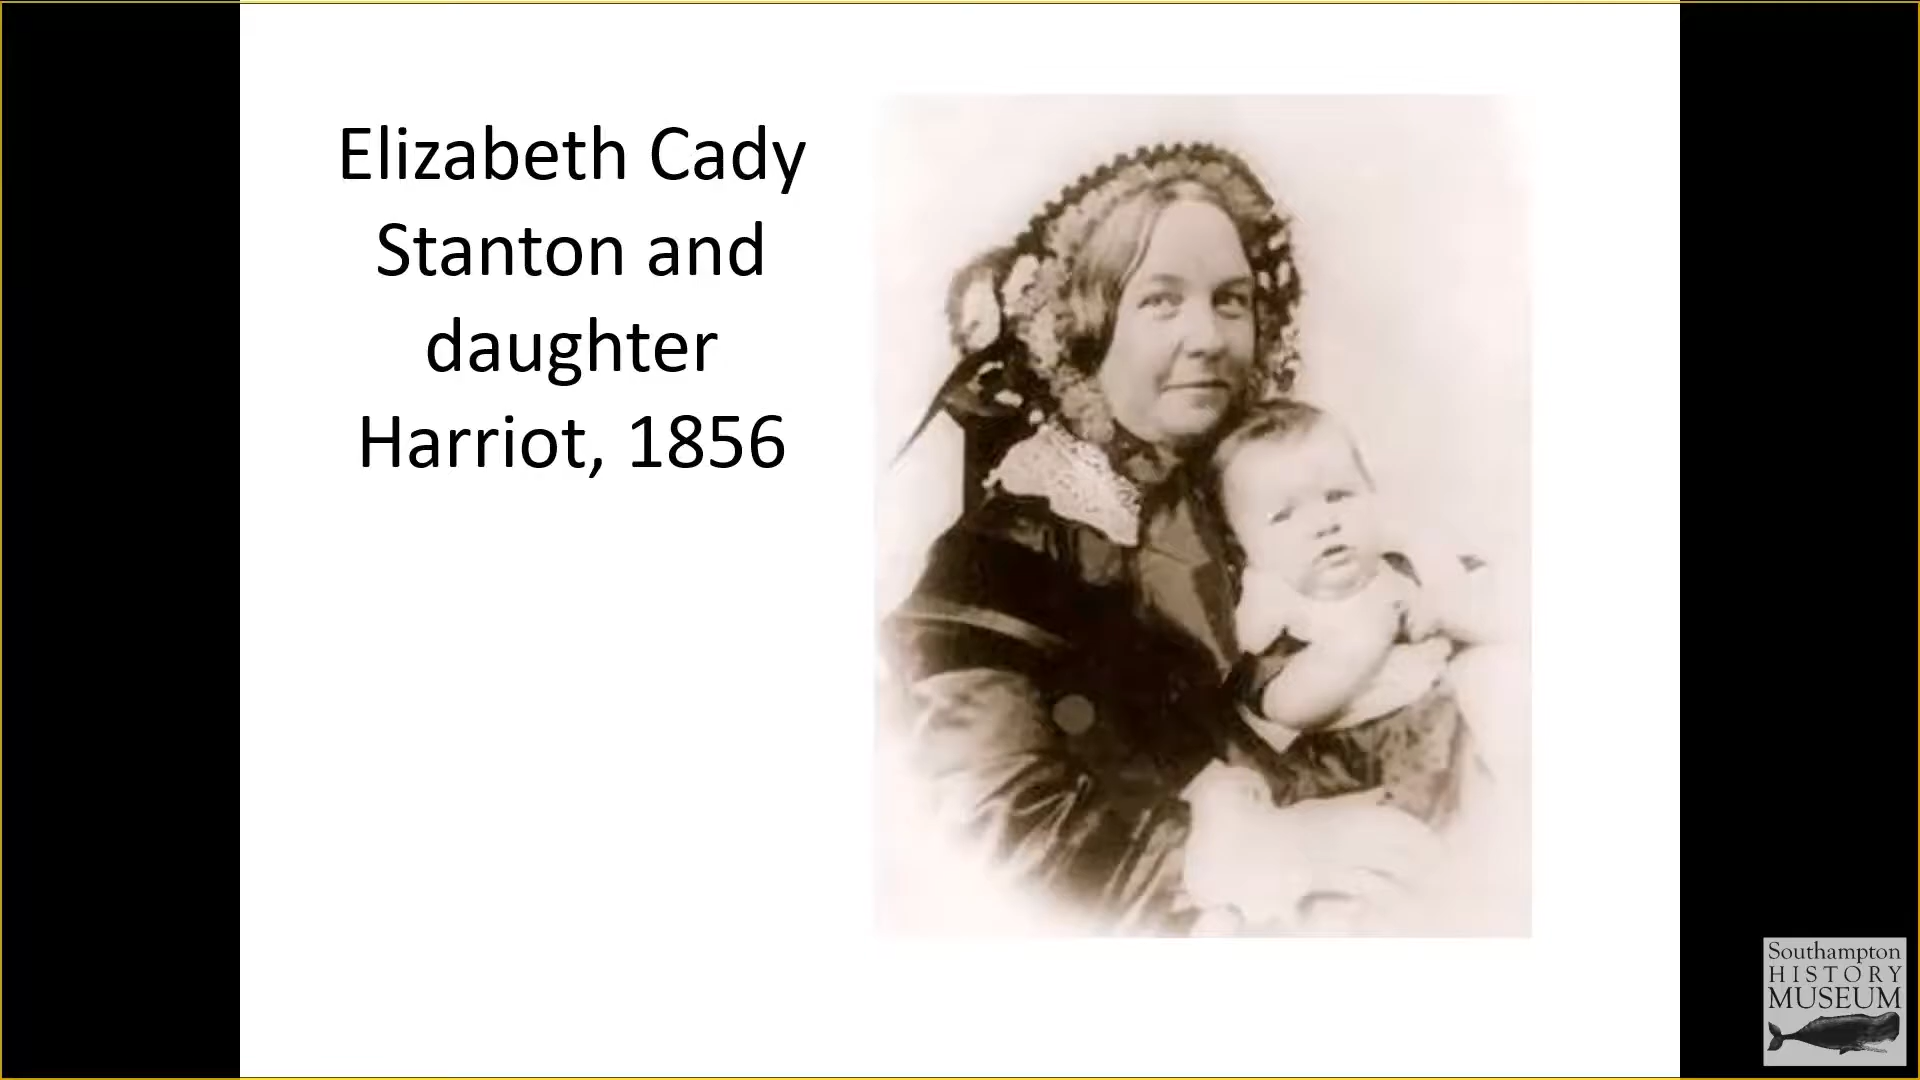 Elizabeth Cady
Stanton and
daughter
Harriot, 1856
Southampton
HISTORY
MUSEUM